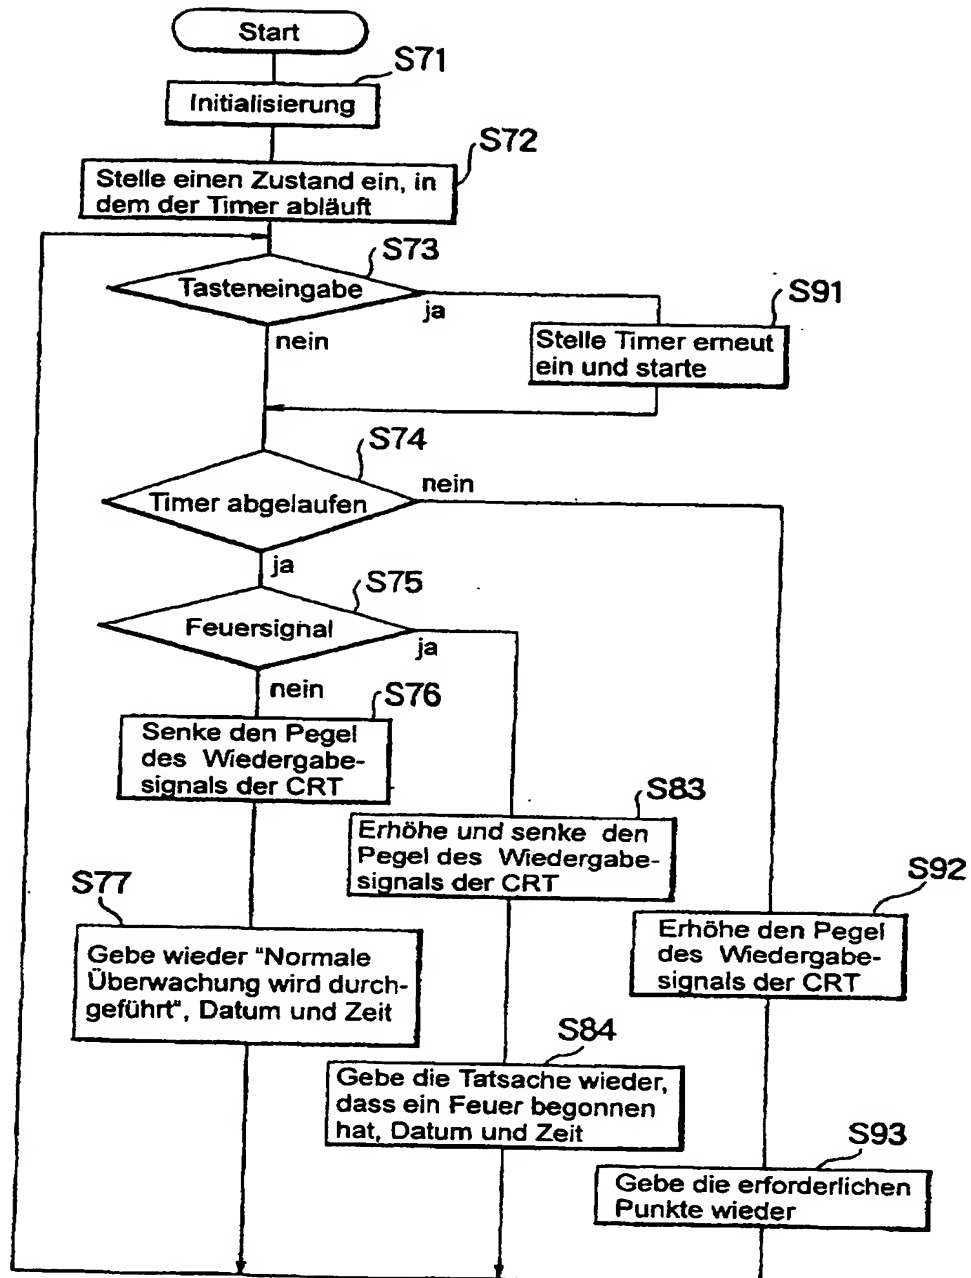 Start
S71
Initialisierung
S72
Stelle einen Zustand ein, in
dem der Timer abläuft
S73
Tasteneingabe
ja
nein
S91
Stelle Timer erneut
ein und starte
S74
Timer abgelaufen
nein
ja
S75
Feuersignal
ja
nein
S76
Senke den Pegel
des Wiedergabe-
signals der CRT
S83
Erhöhe und senke den
Pegel des Wiedergabe-
signals der CRT
S77
Gebe wieder "Normale
Überwachung wird durch-
geführt", Datum und Zeit
S92
Erhöhe den Pegel
des Wiedergabe-
signals der CRT
S84
Gebe die Tatsache wieder,
dass ein Feuer begonnen
hat, Datum und Zeit
S93
Gebe die erforderlichen
Punkte wieder